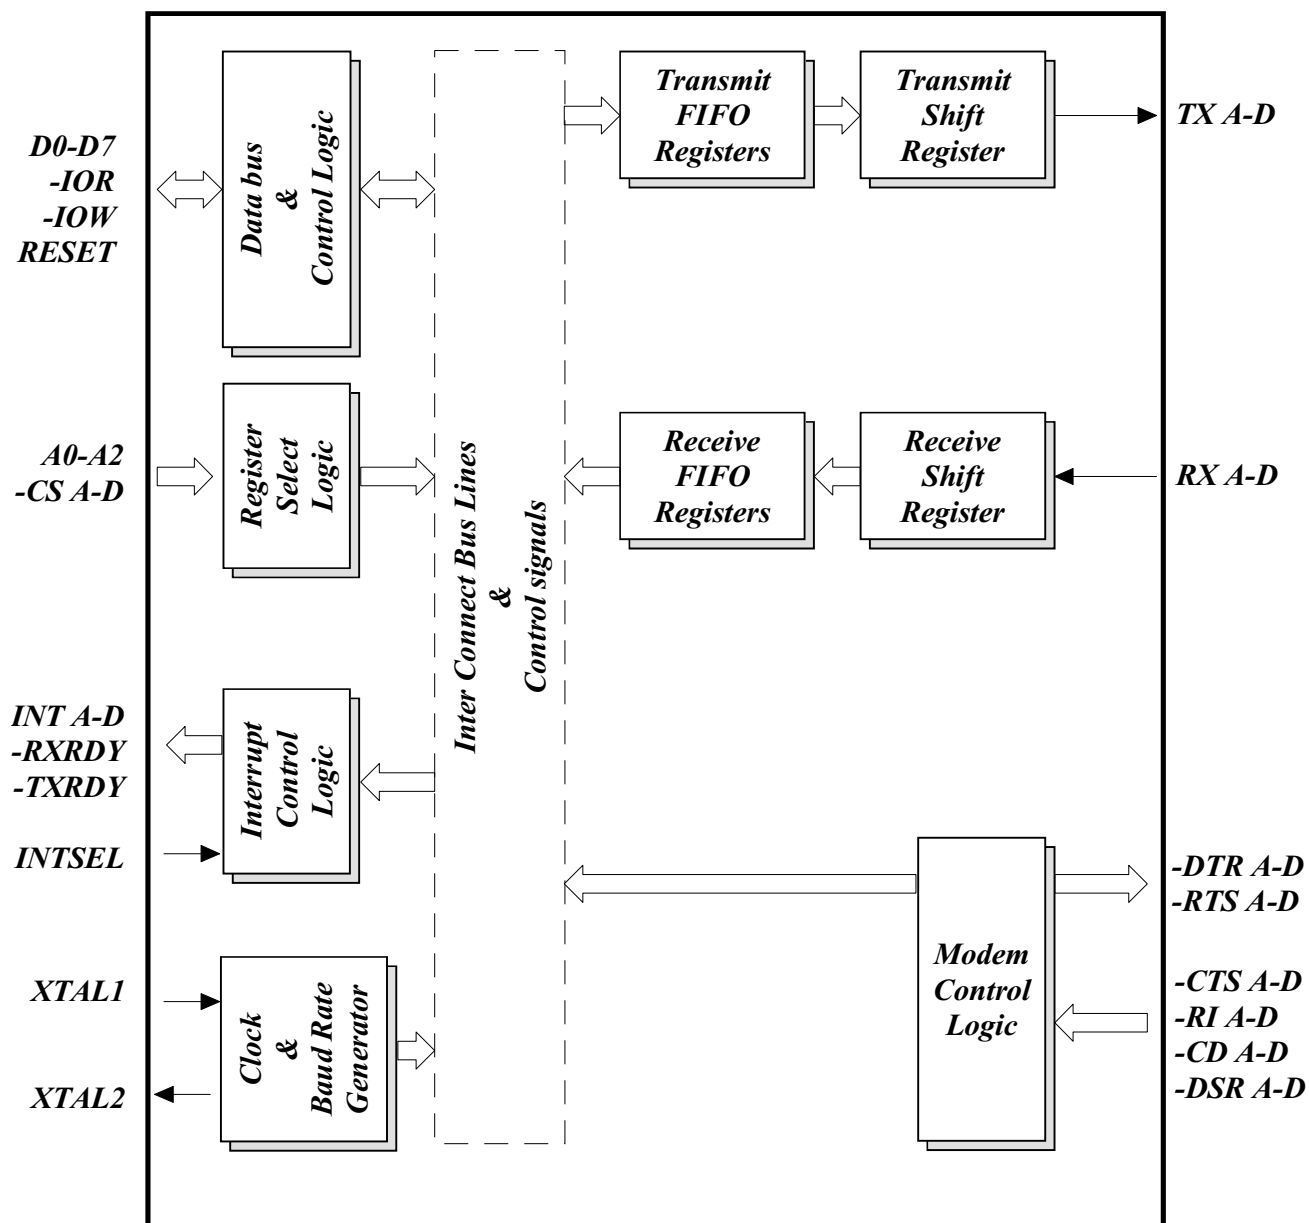 D0-D7
-IOR
-IOW
RESET
Data bus
&
Control Logic
A0-A2
-CS A-D
Register
Select
Logic
INT A-D
-RXRDY
-TXRDY
INTSEL
Interrupt
Control
Logic
XTAL1
XTAL2
Clock
&
Baud Rate
Generator
Inter Connect Bus Lines
&
Control signals
Transmit
FIFO
Registers
Transmit
Shift
Register
TX A-D
Receive
FIFO
Registers
Receive
Shift
Register
RX A-D
Modem
Control
Logic
-DTR A-D
-RTS A-D
-CTS A-D
-RI A-D
-CD A-D
-DSR A-D